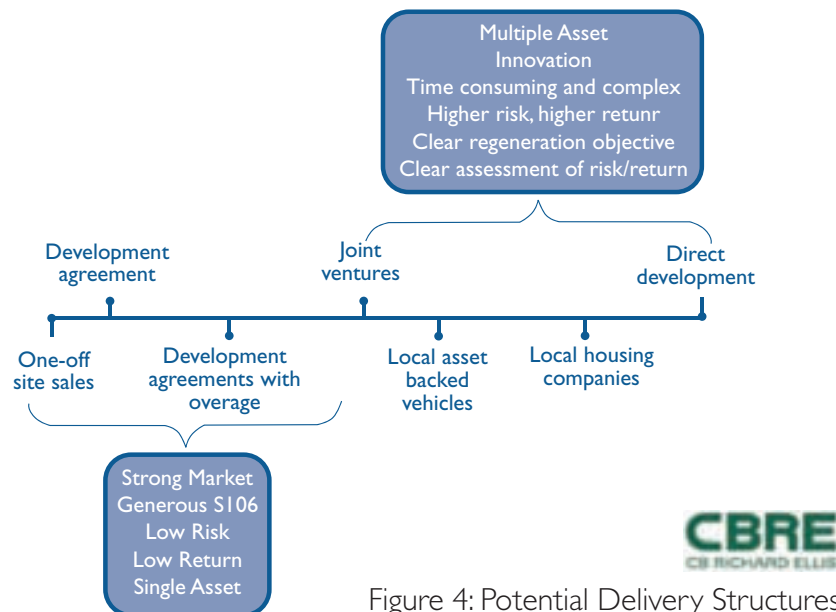 Multiple Asset
Innovation
Time consuming and complex
Higher risk, higher retunr
Clear regeneration objective
Clear assessment of risk/return
Development
agreement
Joint
ventures
Direct
development
One-off
site sales
Development
agreements with
overage
Local asset
backed
vehicles
Local housing
companies
Strong Market
Generous S106
Low Risk
Low Return
Single Asset
CBRE
CB RICHARD ELLIS
Figure 4: Potential Delivery Structures